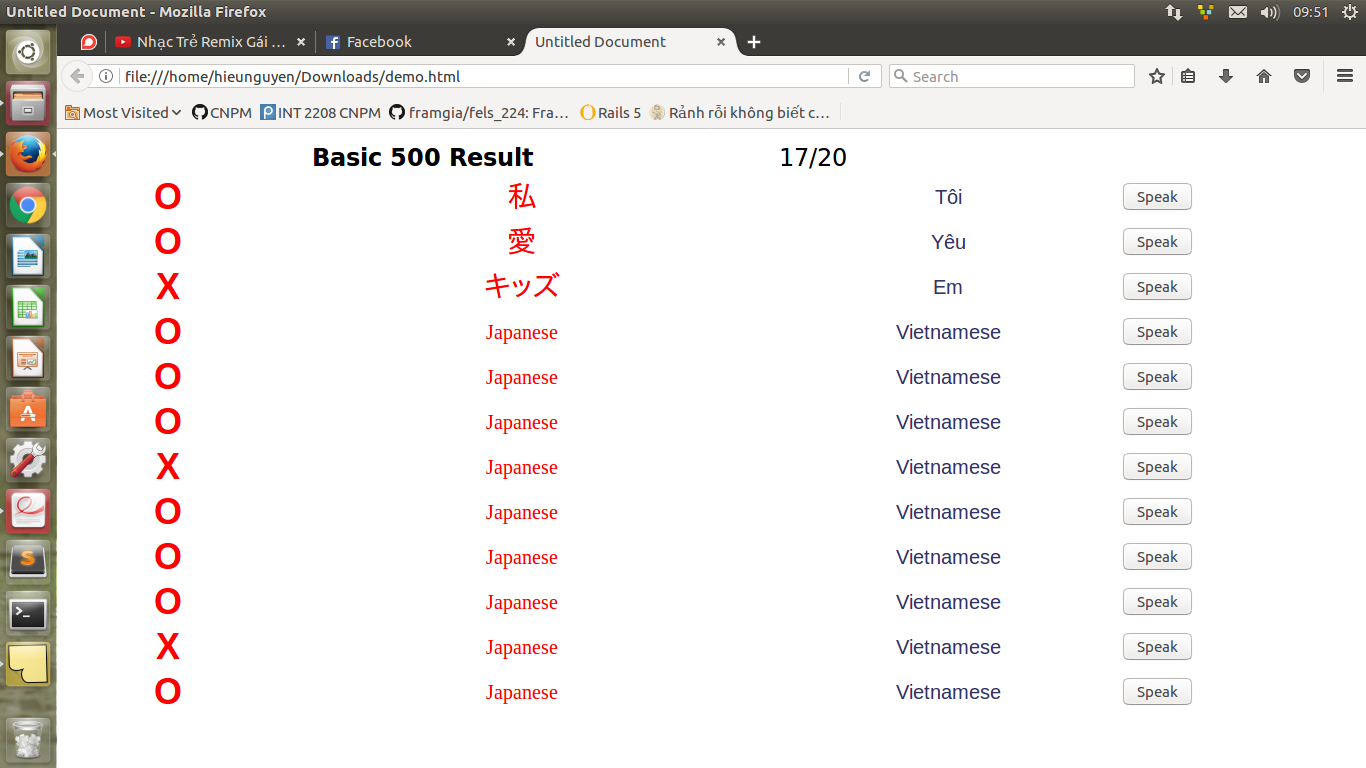 Untitled Document - Mozilla Firefox 09:51
Nhạc Trẻ Remix Gái ... Facebook Untitled Document
file:///home/hieunguyen/Downloads/demo.html Search
Most Visited CNPM INT 2208 CNPM framgia/fels_224: Fra... Rails 5 Rảnh rỗi không biết c...
Basic 500 Result 17/20
O 私 Tôi Speak
O 愛 Yêu Speak
X キッズ Em Speak
O Japanese Vietnamese Speak
O Japanese Vietnamese Speak
O Japanese Vietnamese Speak
X Japanese Vietnamese Speak
O Japanese Vietnamese Speak
O Japanese Vietnamese Speak
O Japanese Vietnamese Speak
X Japanese Vietnamese Speak
O Japanese Vietnamese Speak